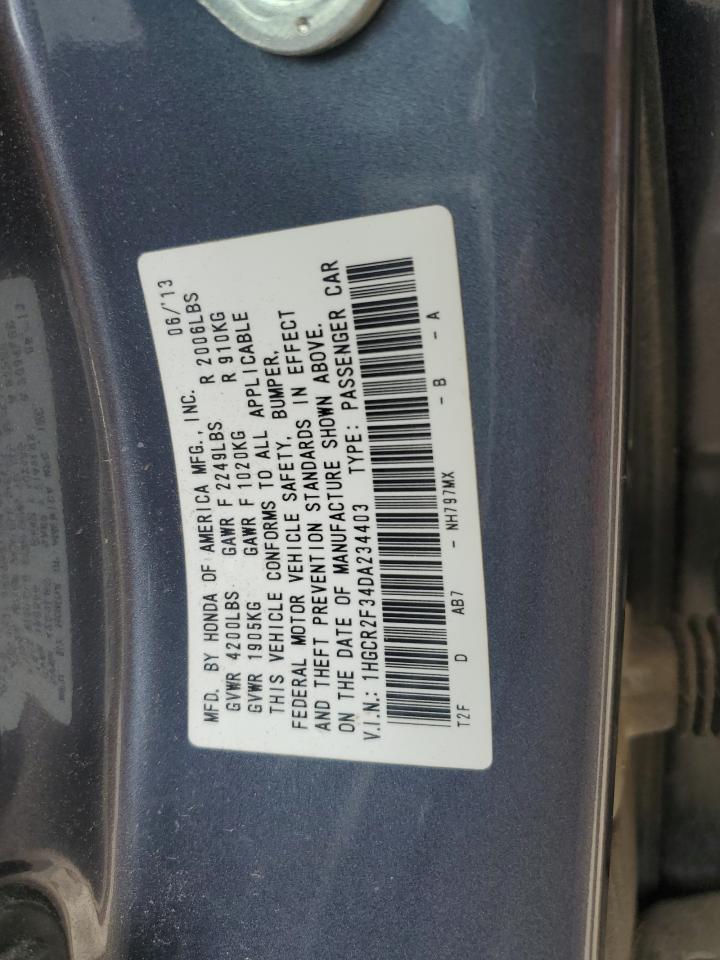 MFD. BY HONDA OF AMERICA MFG., INC. 06/'13
GVWR 4200LBS GAWR F 2249LBS R 2006LBS
GVWR 1905KG GAWR F 1020KG R 910KG
THIS VEHICLE CONFORMS TO ALL APPLICABLE
FEDERAL MOTOR VEHICLE SAFETY, BUMPER,
AND THEFT PREVENTION STANDARDS IN EFFECT
ON THE DATE OF MANUFACTURE SHOWN ABOVE.
V.I.N.: 1HGCR2F34DA234403 TYPE: PASSENGER CAR
T2F D AB7 - NH797MX - B - A